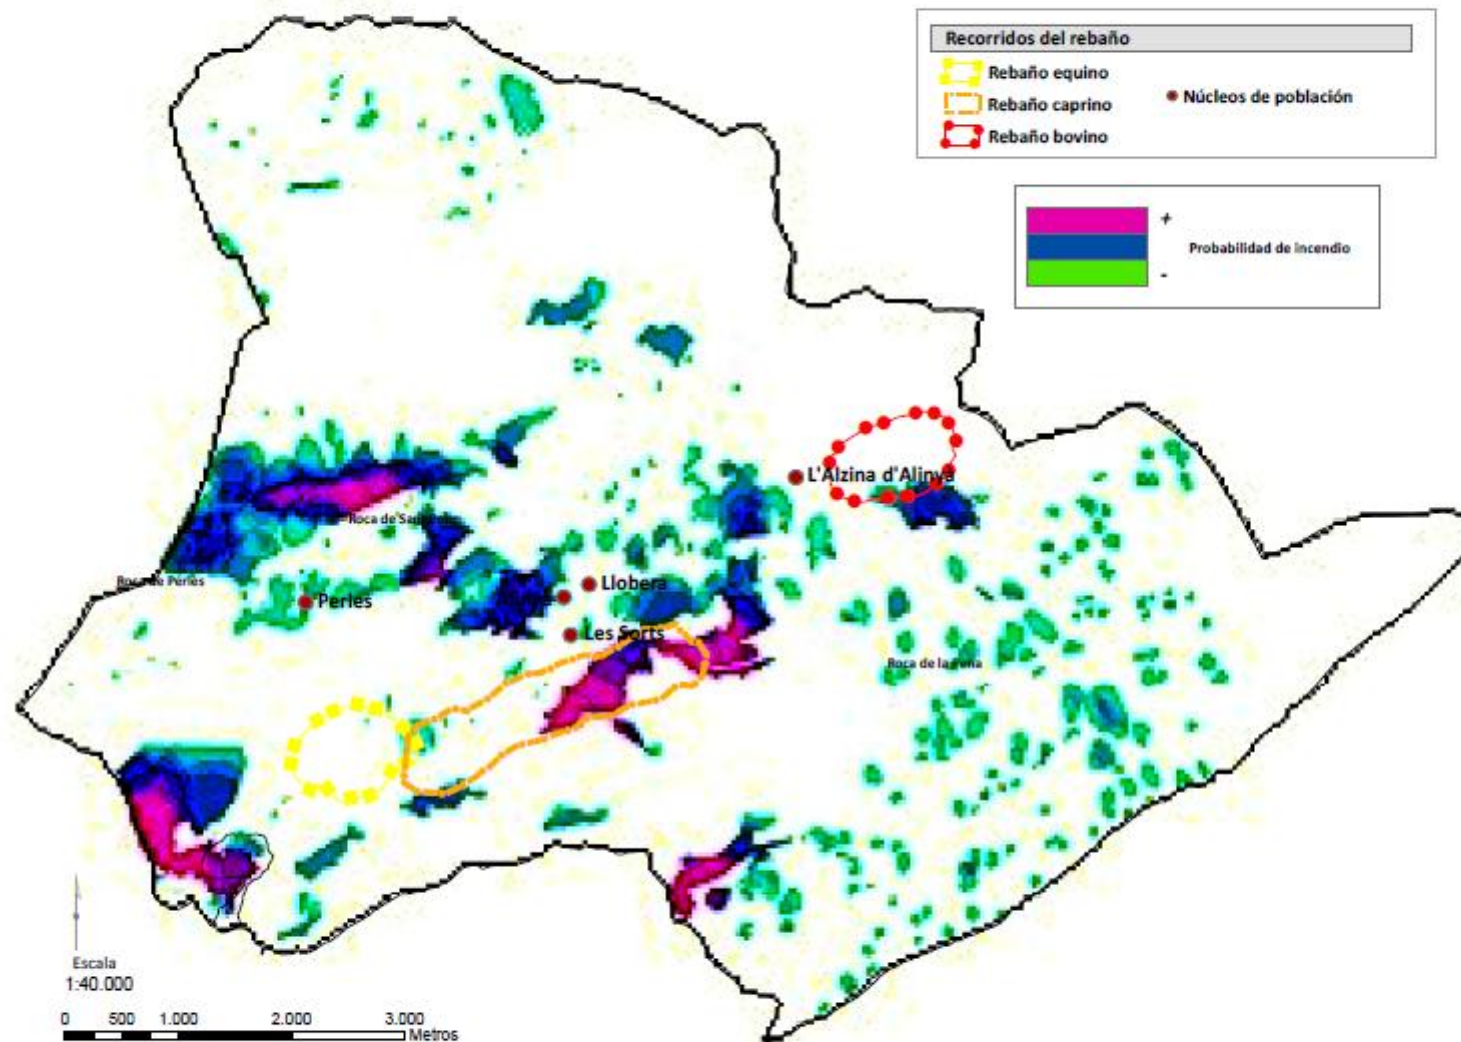 Recorridos del rebaño
Rebaño equino
Rebaño caprino
Rebaño bovino
Núcleos de población
+
Probabilidad de incendio
-
L'Alzina d'Alinya
Roca de
Roca de Perles
Perles
Llobera
Les Sorts
Roca de la
Escala
1:40.000
0 500 1.000 2.000 3.000
Metros